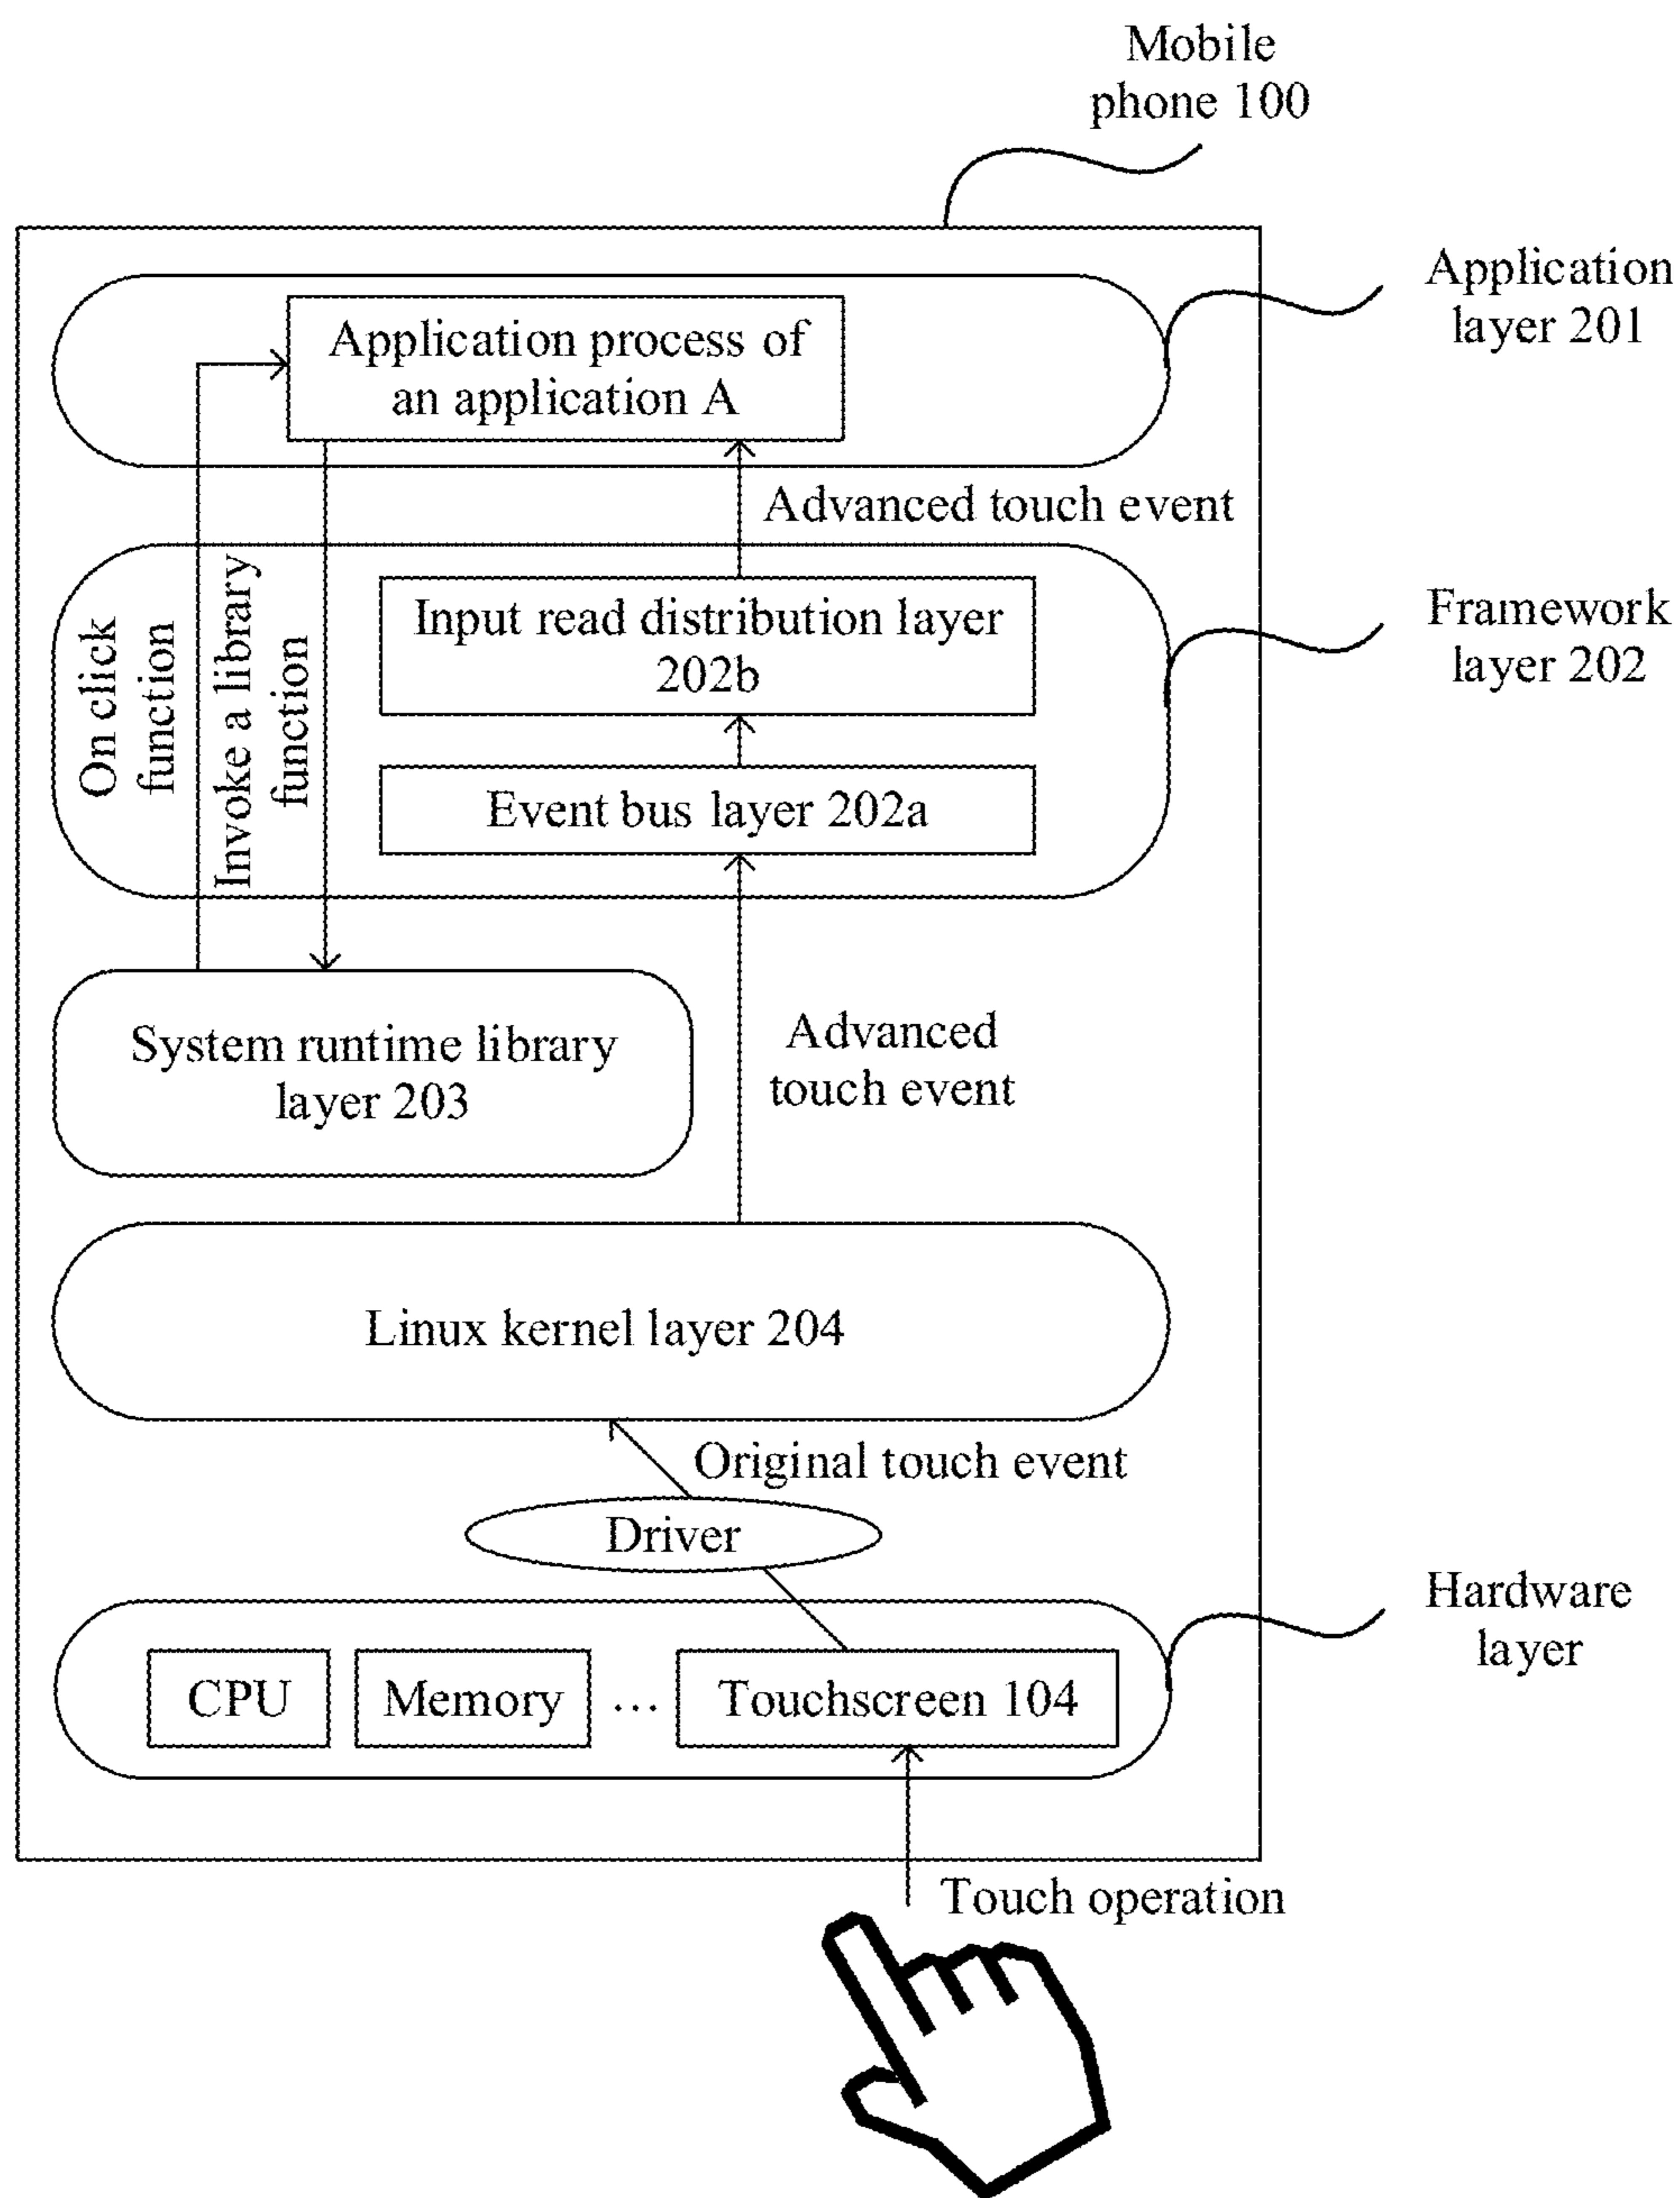 Mobile
phone 100
Application
layer 201
Application process of
an application A
Advanced touch event
On click
function
Invoke a library
function
Input read distribution layer
202b
Framework
layer 202
Event bus layer 202a
System runtime library
layer 203
Advanced
touch event
Linux kernel layer 204
Original touch event
Driver
Hardware
layer
CPU
Memory
...
Touchscreen 104
Touch operation